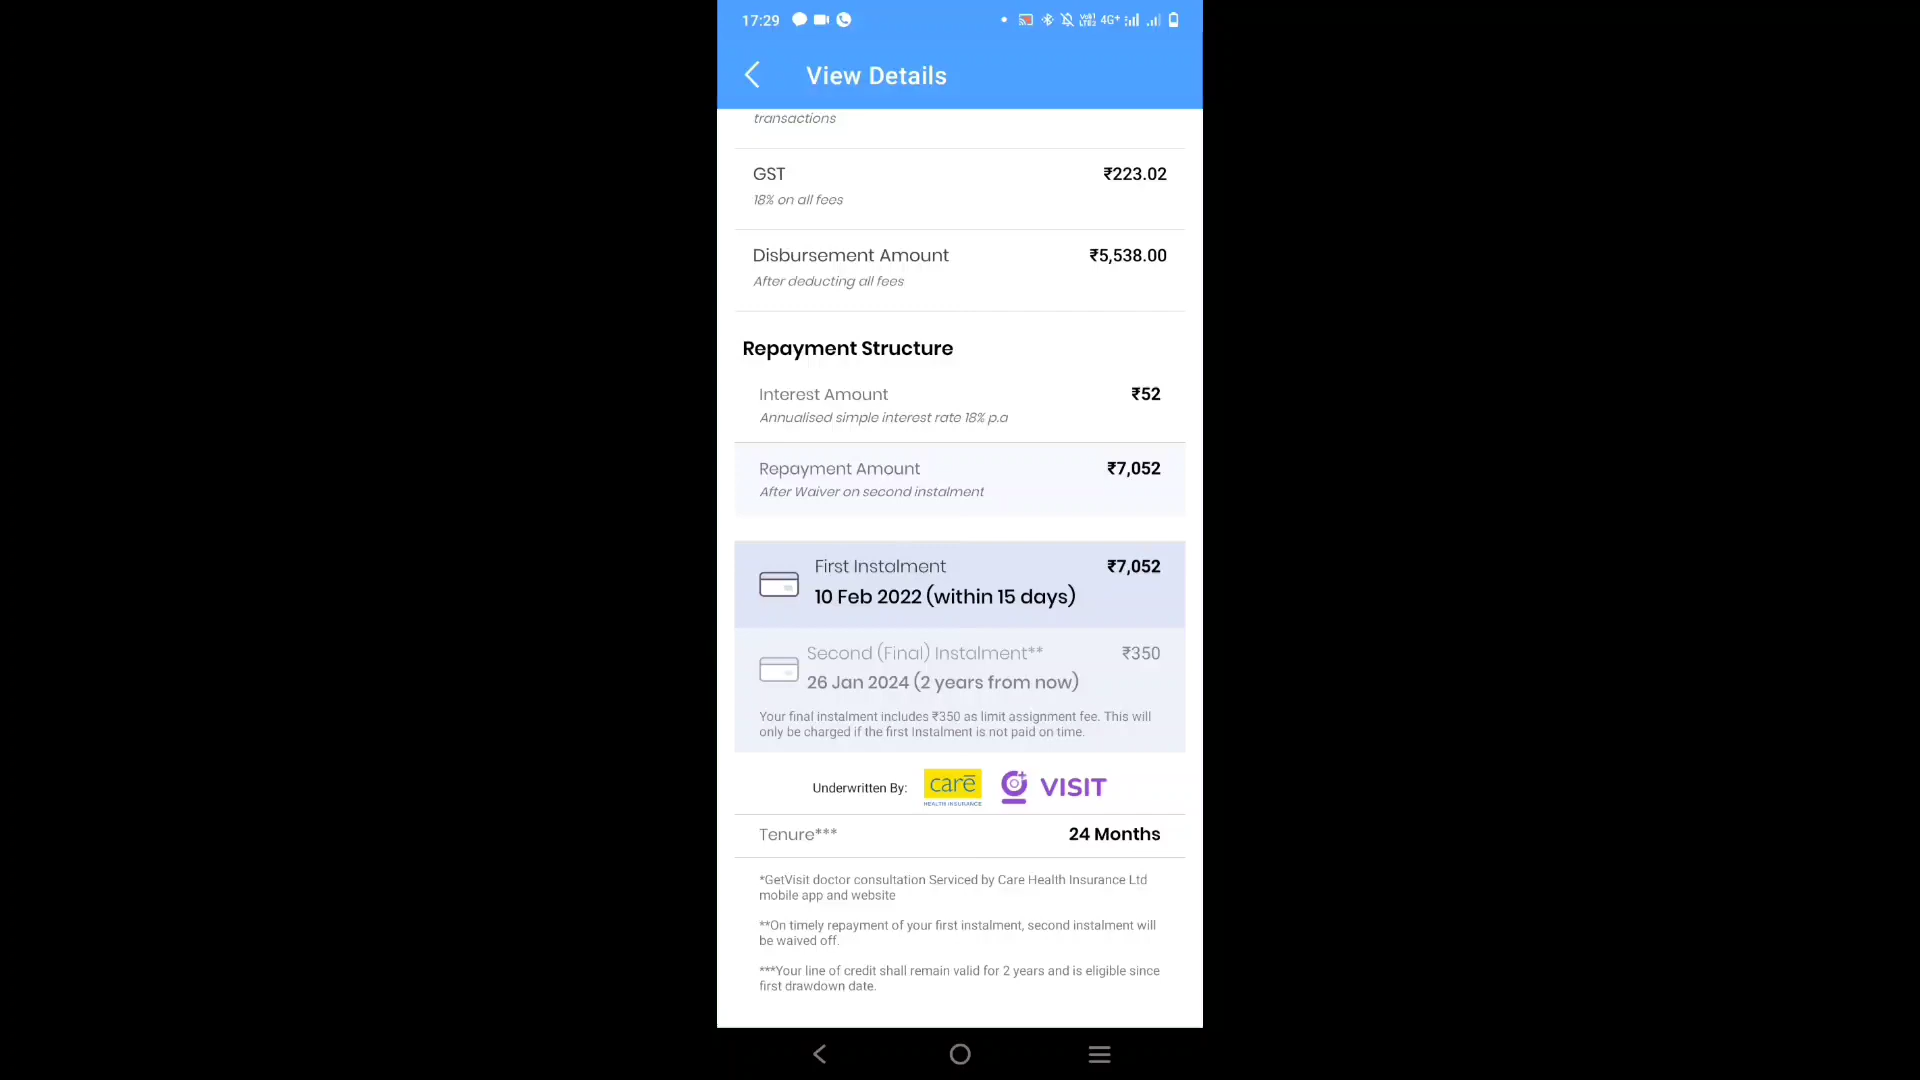 17:29 4G+
View Details
transactions
GST ₹223.02
18% on all fees
Disbursement Amount ₹5,538.00
After deducting all fees
Repayment Structure
Interest Amount ₹52
Annualised simple interest rate 18% p.a
Repayment Amount ₹7,052
After Waiver on second instalment
First Instalment ₹7,052
10 Feb 2022 (within 15 days)
Second (Final) Instalment** ₹350
26 Jan 2024 (2 years from now)
Your final instalment includes ₹350 as limit assignment fee. This will
only be charged if the first Instalment is not paid on time.
Underwritten By: care HEALTH INSURANCE VISIT
Tenure*** 24 Months
*GetVisit doctor consultation Serviced by Care Health Insurance Ltd
mobile app and website
**On timely repayment of your first instalment, second instalment will
be waived off.
***Your line of credit shall remain valid for 2 years and is eligible since
first drawdown date.